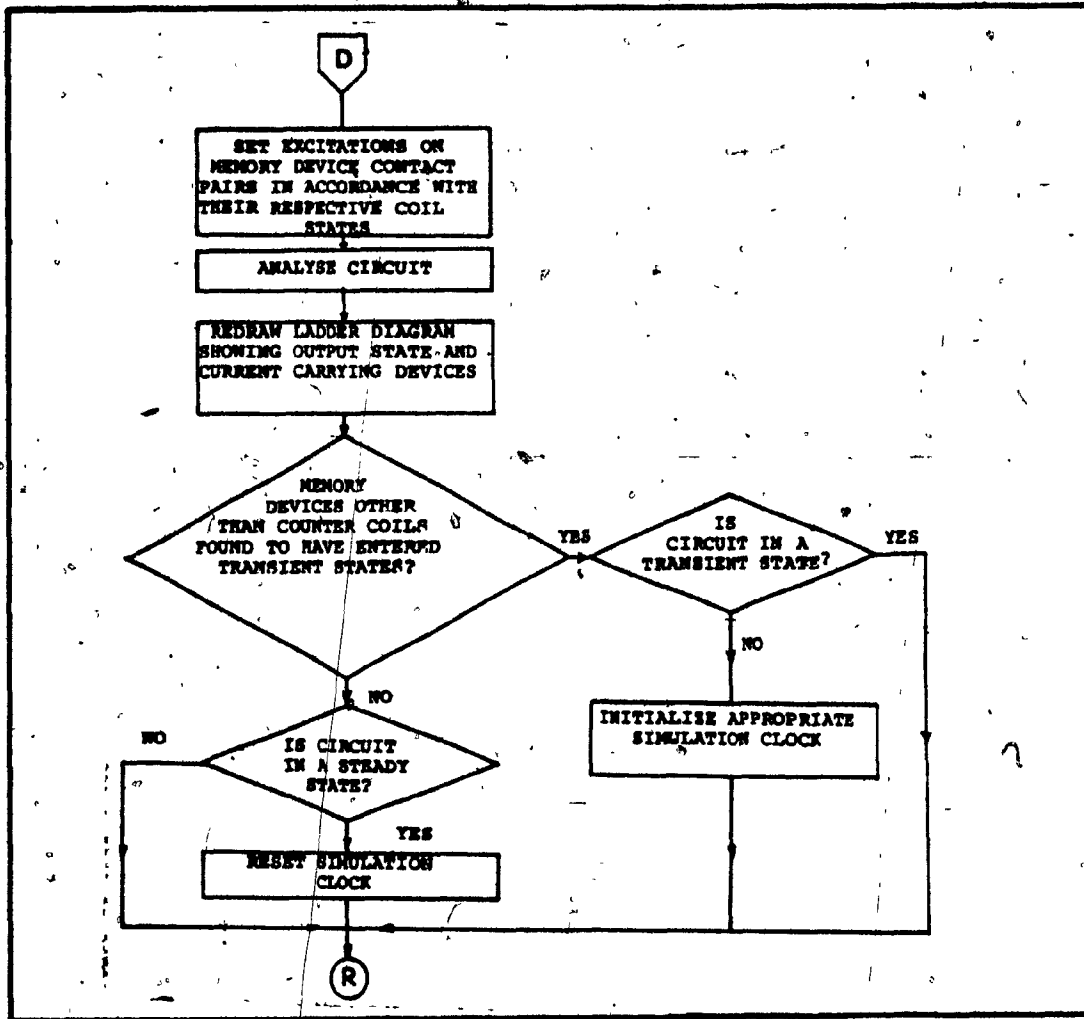 D
SET EXCITATIONS ON
MEMORY DEVICE CONTACT
PAIRS IN ACCORDANCE WITH
THEIR RESPECTIVE COIL
STATES
ANALYSE CIRCUIT
REDRAW LADDER DIAGRAM
SHOWING OUTPUT STATE AND
CURRENT CARRYING DEVICES
MEMORY
DEVICES OTHER
THAN COUNTER COILS
FOUND TO HAVE ENTERED
TRANSIENT STATES?
YES
IS
CIRCUIT IN A
TRANSIENT STATE?
YES
NO
INITIALISE APPROPRIATE
SIMULATION CLOCK
NO
IS CIRCUIT
IN A STEADY
STATE?
NO
YES
RESET SIMULATION
CLOCK
R